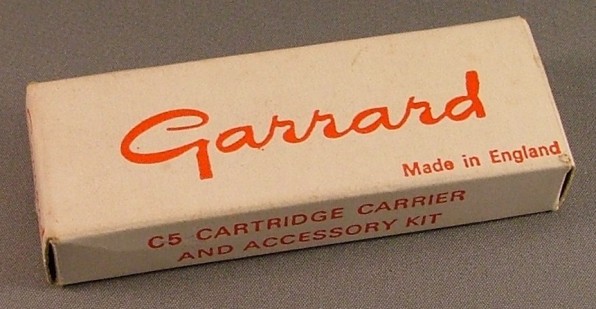 Garrard
Made in England
C5 CARTRIDGE CARRIER
AND ACCESSORY KIT